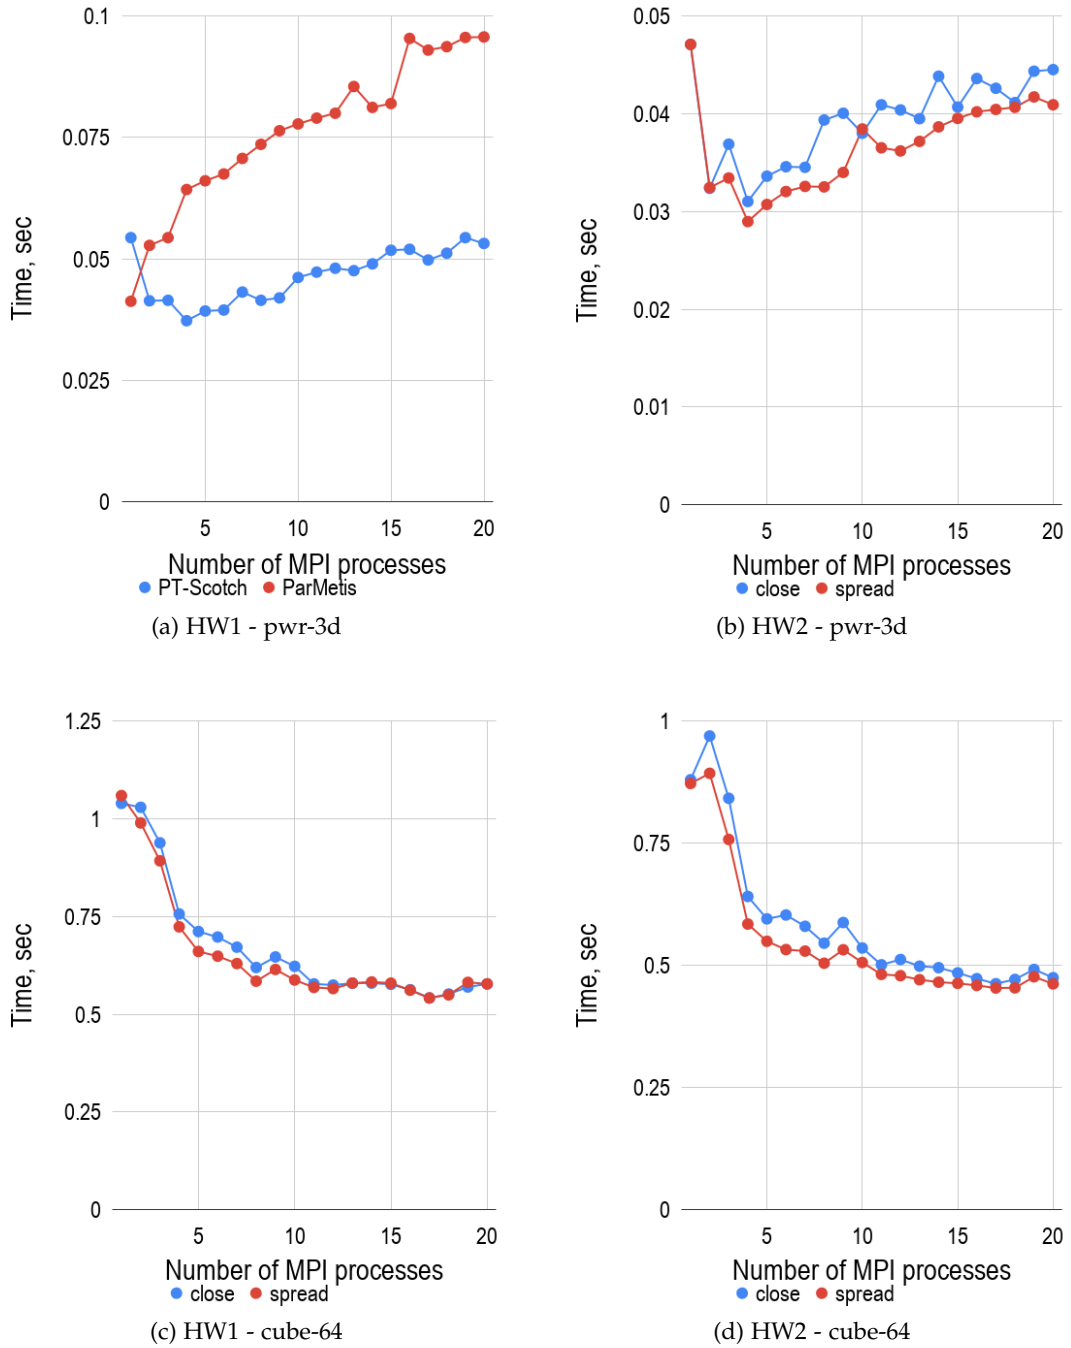 0.1
0.075
0.05
0.025
0
Time, sec
5 10 15 20
Number of MPI processes
PT-Scotch ParMetis
(a) HW1 - pwr-3d
0.05
0.04
0.03
0.02
0.01
0
Time, sec
5 10 15 20
Number of MPI processes
close spread
(b) HW2 - pwr-3d
1.25
1
0.75
0.5
0.25
0
Time, sec
5 10 15 20
Number of MPI processes
close spread
(c) HW1 - cube-64
1
0.75
0.5
0.25
0
Time, sec
5 10 15 20
Number of MPI processes
close spread
(d) HW2 - cube-64